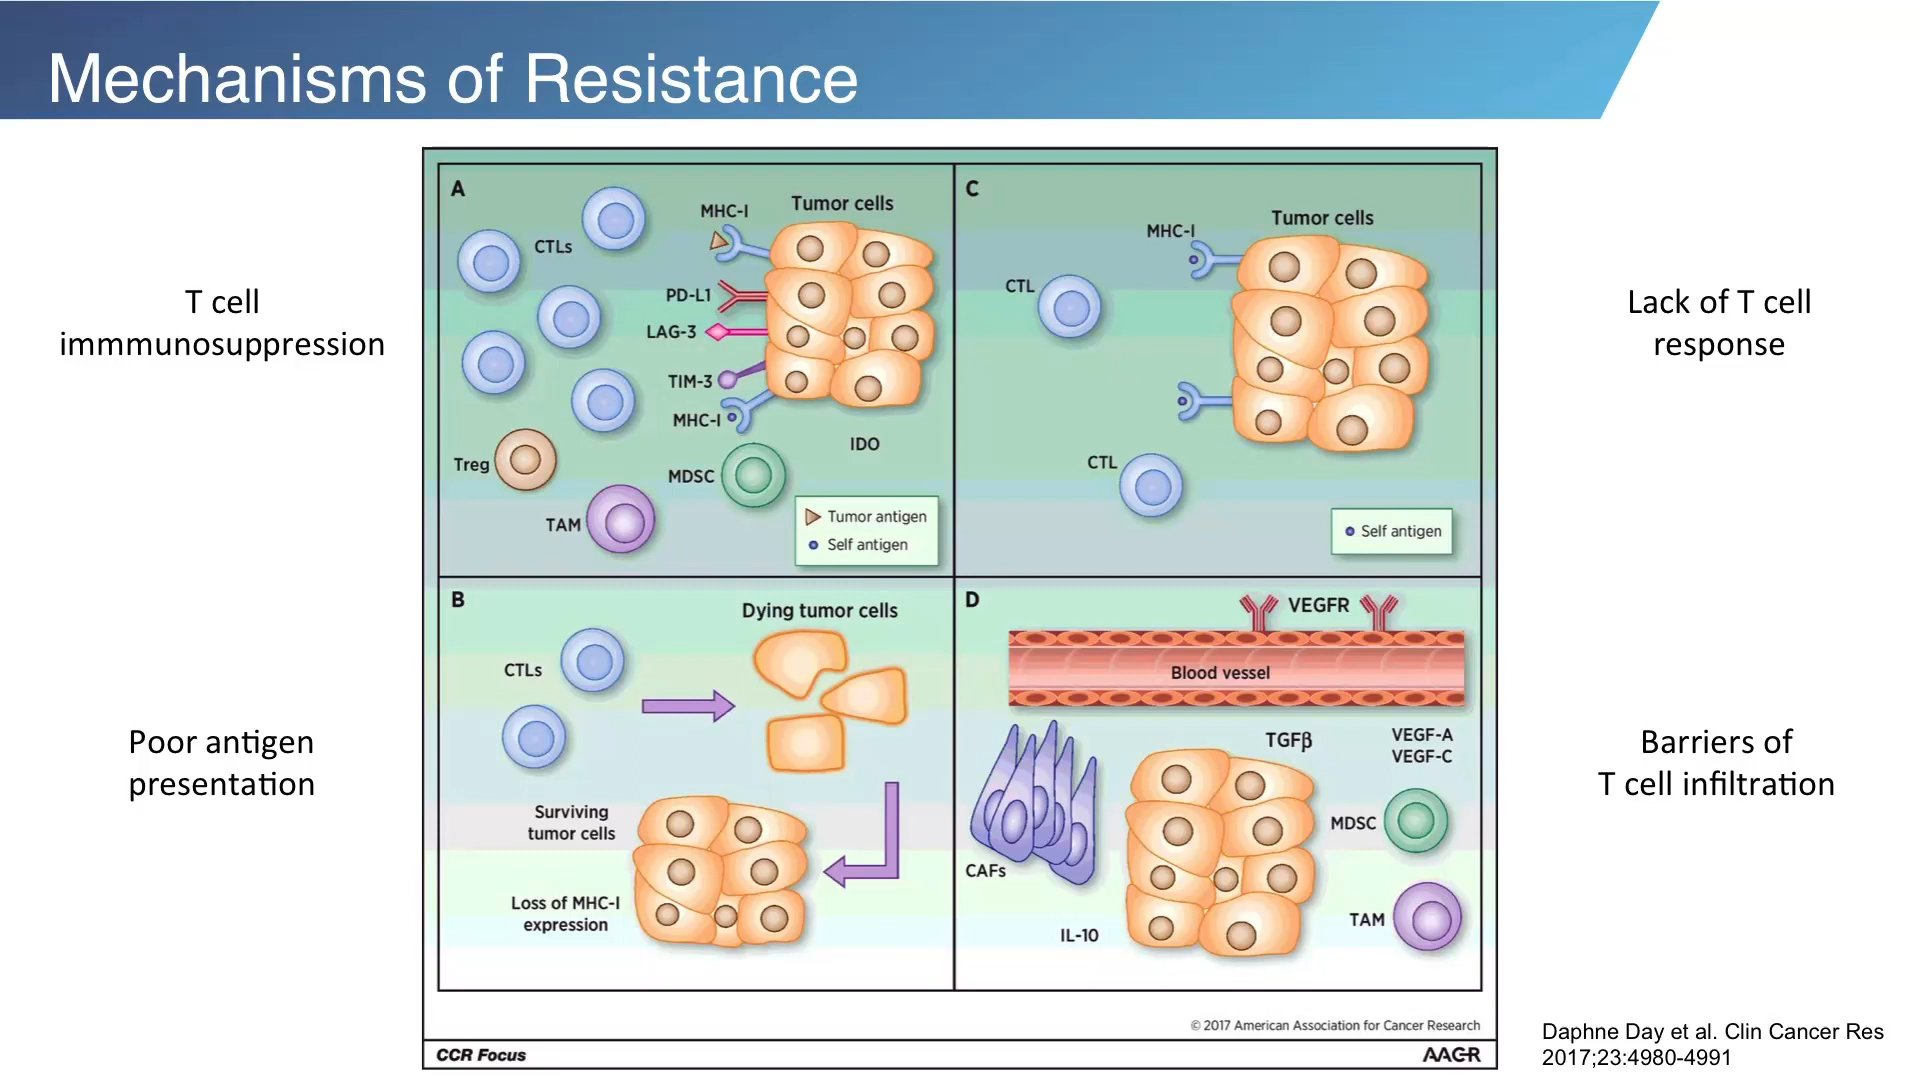 Mechanisms of Resistance
T cell
immmunosuppression
Poor antigen
presentation
A
CTLs
MHC-I
Tumor cells
PD-L1
LAG-3
TIM-3
MHC-I
IDO
Treg
MDSC
TAM
Tumor antigen
Self antigen
C
Tumor cells
MHC-I
CTL
CTL
Self antigen
B
Dying tumor cells
CTLs
Surviving
tumor cells
Loss of MHC-I
expression
D
VEGFR
Blood vessel
TGFβ
VEGF-A
VEGF-C
MDSC
CAFs
TAM
IL-10
Lack of T cell
response
Barriers of
T cell infiltration
© 2017 American Association for Cancer Research
CCR Focus
AACR
Daphne Day et al. Clin Cancer Res
2017;23:4980-4991